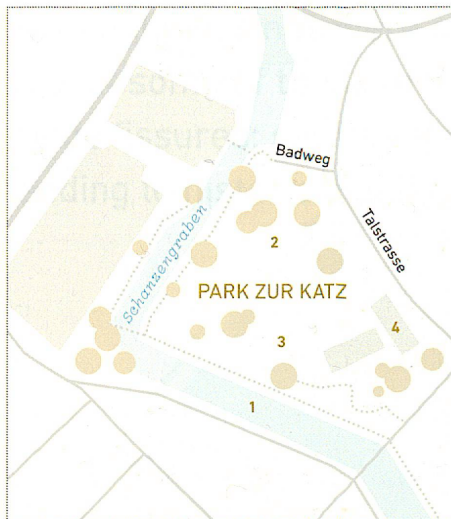 Badweg
Talstrasse
Schanzengraben
2
PARK ZUR KATZ
3
4
1